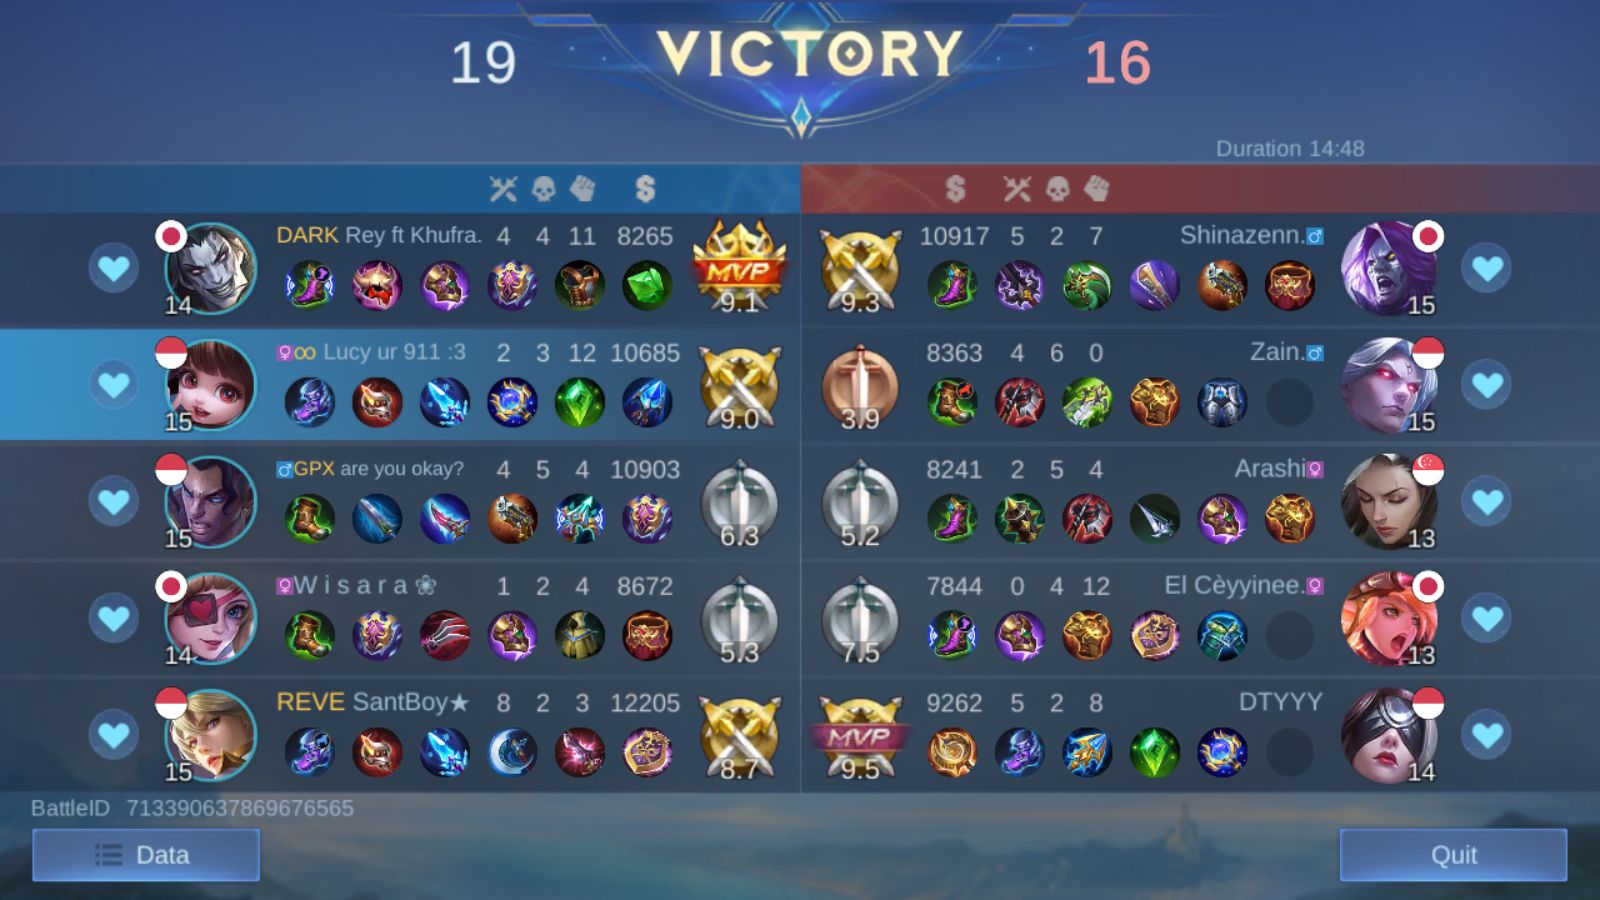 19 VICTORY 16
Duration 14:48
DARK Rey ft Khufra. 4 4 11 8265 MVP 9.1 14
9.3 10917 5 2 7 Shinazenn. 15
∞ Lucy ur 911 :3 2 3 12 10685 9.0 15
3.9 8363 4 6 0 Zain. 15
GPX are you okay? 4 5 4 10903 6.3 15
5.2 8241 2 5 4 Arashi 13
W i s a r a ❀ 1 2 4 8672 5.3 14
7.5 7844 0 4 12 El Cèyyinee. 13
REVE SantBoy★ 8 2 3 12205 8.7 15
MVP 9.5 9262 5 2 8 DTYYY 14
BattleID 713390637869676565
Data
Quit